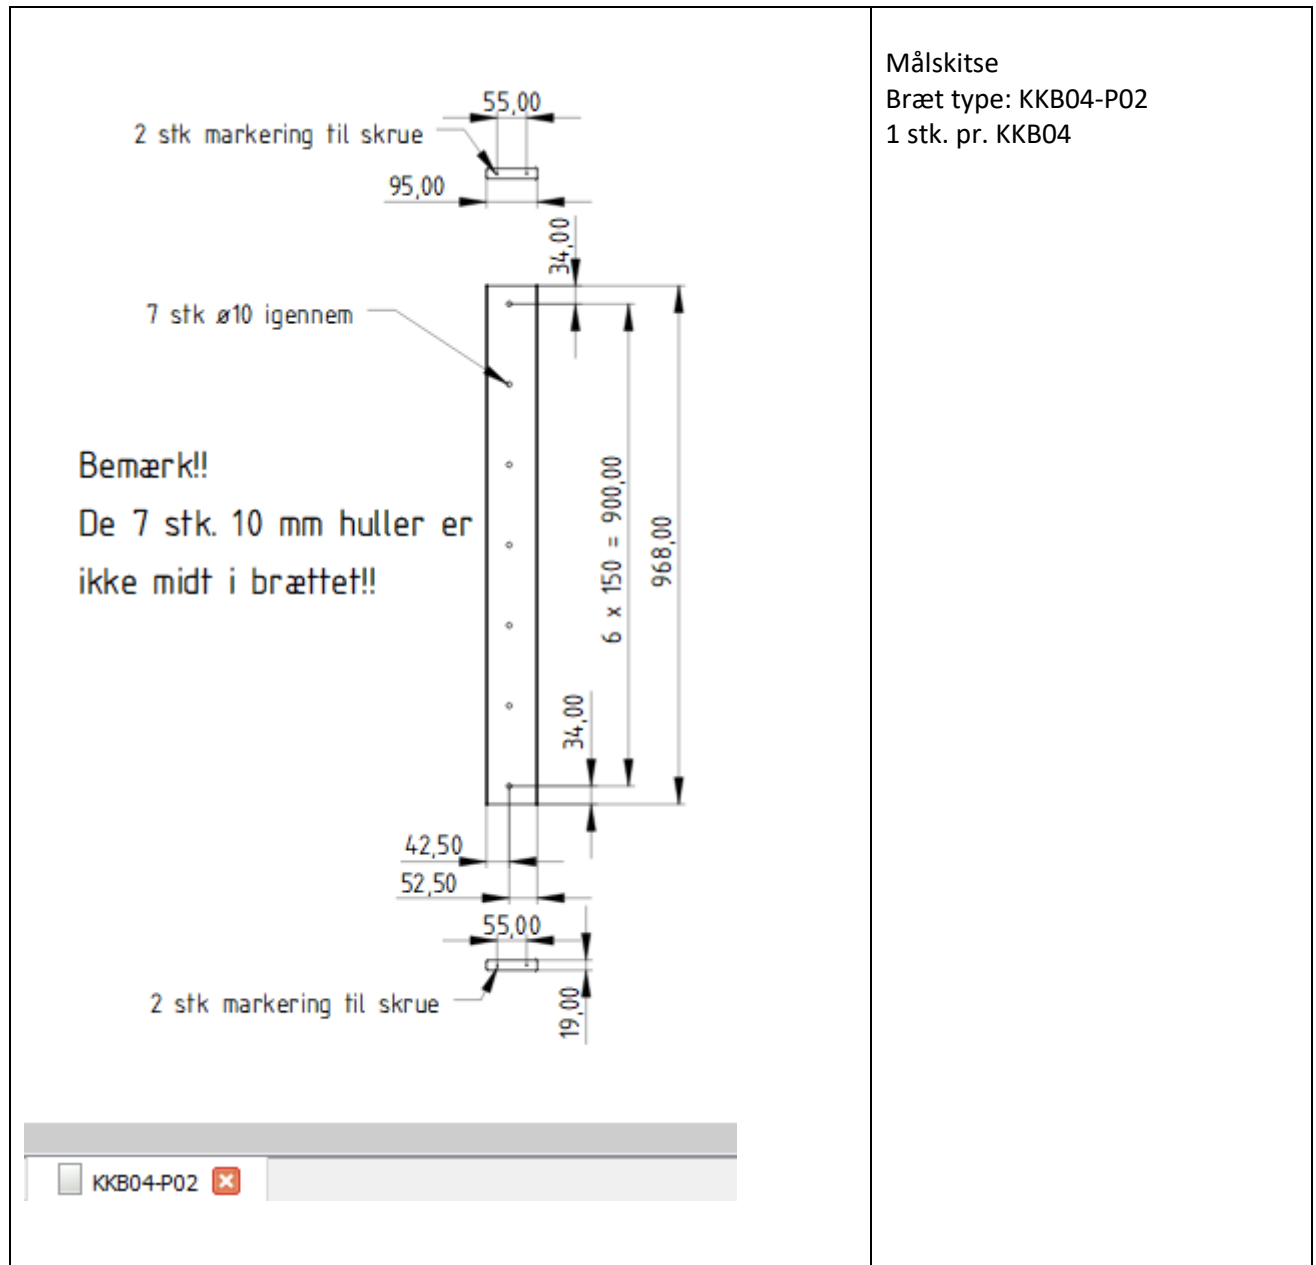 55,00
2 stk markering til skrue
95,00
34,00
7 stk ø10 igennem
Bemærk!!
De 7 stk. 10 mm huller er
ikke midt i brættet!!
6 x 150 = 900,00
968,00
34,00
42,50
52,50
55,00
2 stk markering til skrue
19,00
KKB04-P02
Målskitse
Bræt type: KKB04-P02
1 stk. pr. KKB04